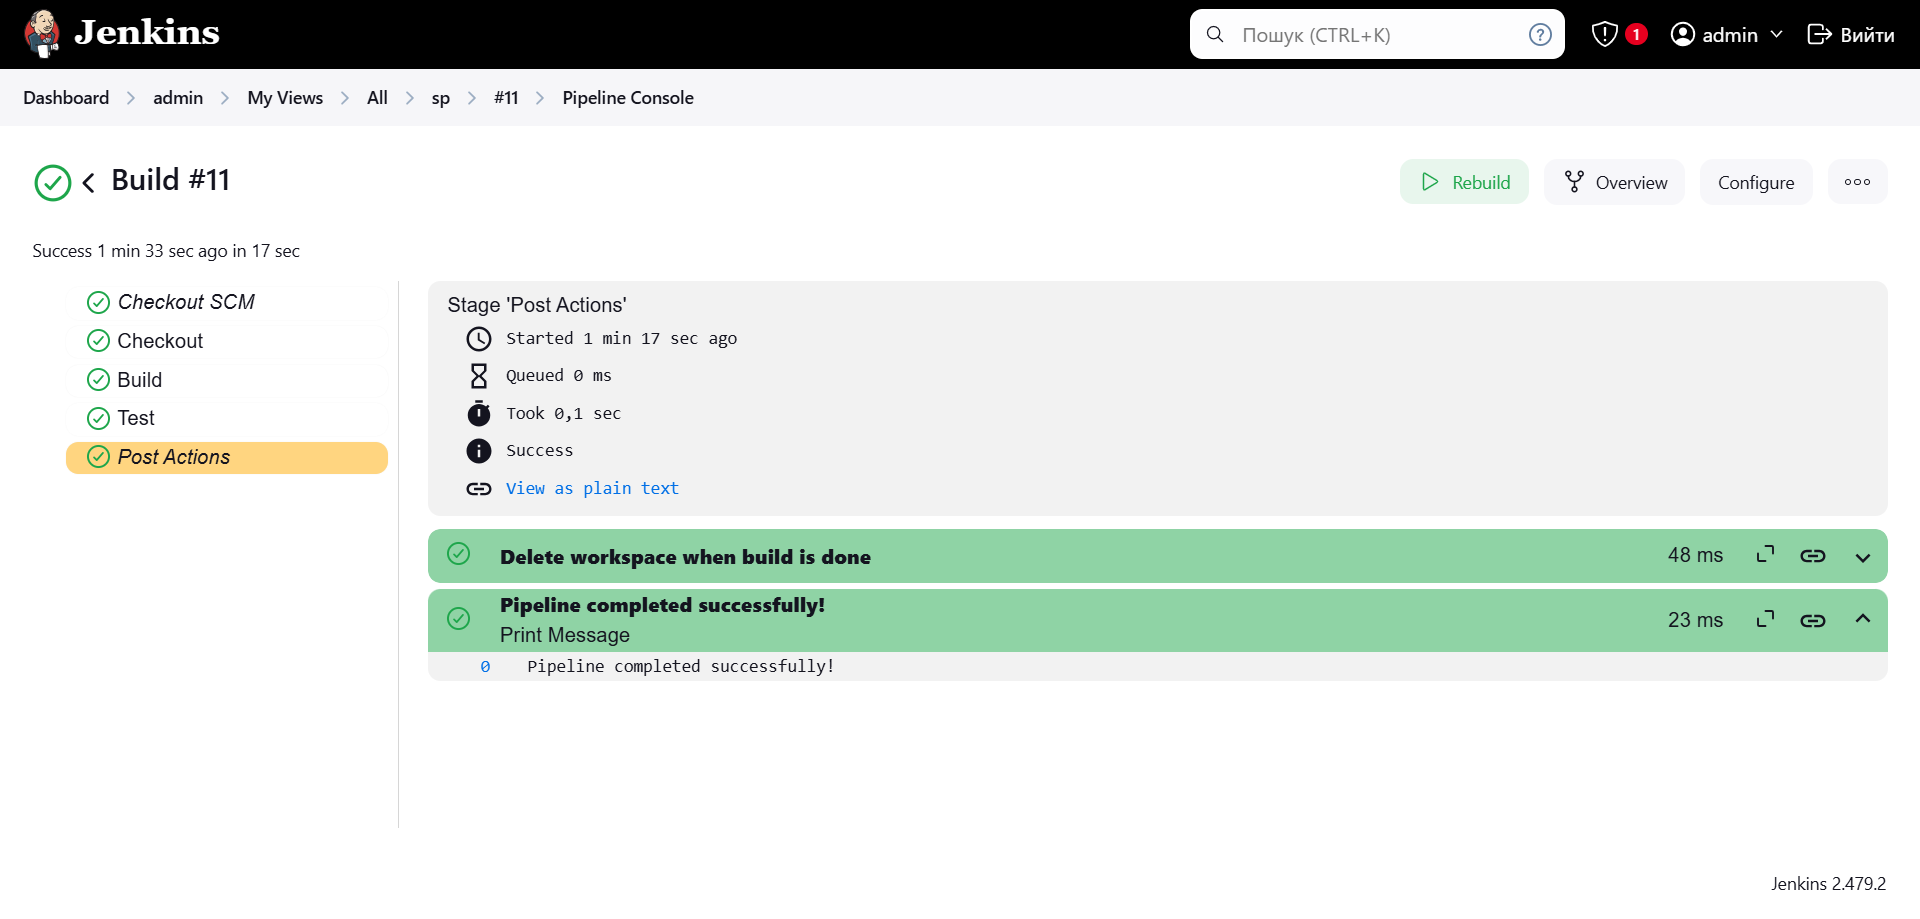 Jenkins
Пошук (CTRL+K)
?
1
admin
Вийти
Dashboard
admin
My Views
All
sp
#11
Pipeline Console
Build #11
Rebuild
Overview
Configure
Success 1 min 33 sec ago in 17 sec
Checkout SCM
Checkout
Build
Test
Post Actions
Stage 'Post Actions'
Started 1 min 17 sec ago
Queued 0 ms
Took 0,1 sec
Success
View as plain text
Delete workspace when build is done
48 ms
Pipeline completed successfully!
Print Message
23 ms
0 Pipeline completed successfully!
Jenkins 2.479.2